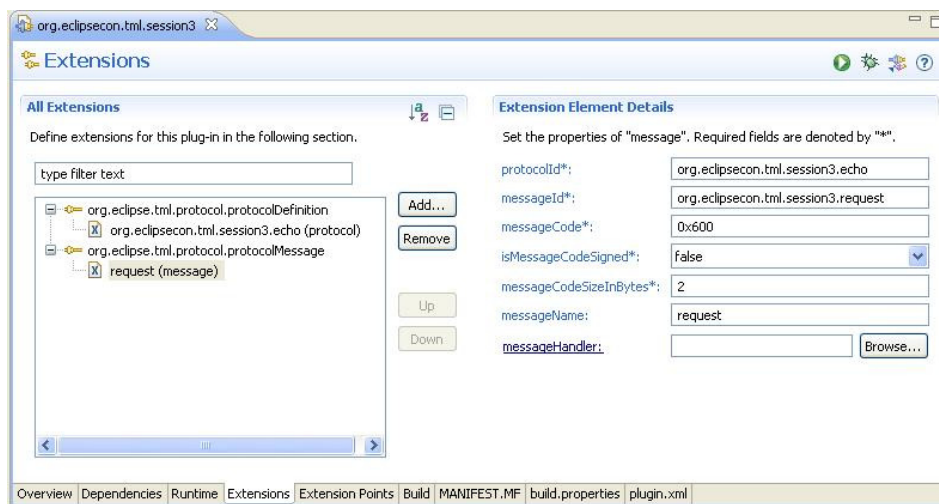 org.eclipsecon.tml.session3
Extensions
All Extensions
Define extensions for this plug-in in the following section.
type filter text
org.eclipse.tml.protocol.protocolDefinition
org.eclipsecon.tml.session3.echo (protocol)
org.eclipse.tml.protocol.protocolMessage
request (message)
Add...
Remove
Up
Down
Extension Element Details
Set the properties of "message". Required fields are denoted by "*".
protocolId*: org.eclipsecon.tml.session3.echo
messageId*: org.eclipsecon.tml.session3.request
messageCode*: 0x600
isMessageCodeSigned*: false
messageCodeSizeInBytes*: 2
messageName: request
messageHandler: Browse...
Overview Dependencies Runtime Extensions Extension Points Build MANIFEST.MF build.properties plugin.xml